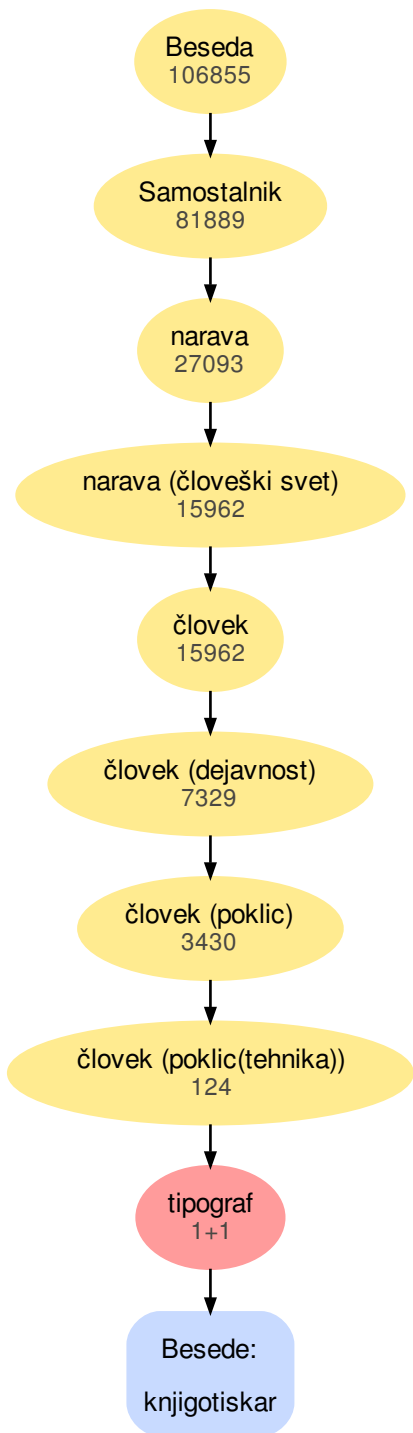 Beseda
106855
Samostalnik
81889
narava
27093
narava (človeški svet)
15962
človek
15962
človek (dejavnost)
7329
človek (poklic)
3430
človek (poklic(tehnika))
124
tipograf
1+1
Besede:
knjigotiskar